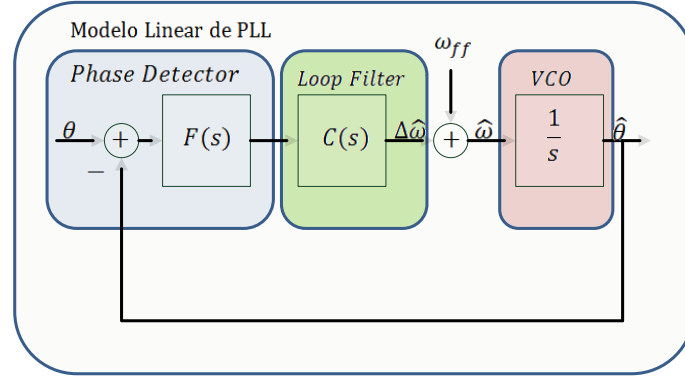 Modelo Linear de PLL
ω_ff
Phase Detector
Loop Filter
VCO
θ
+
F(s)
C(s)
Δω̂
+
ω̂
1
s
θ̂
−